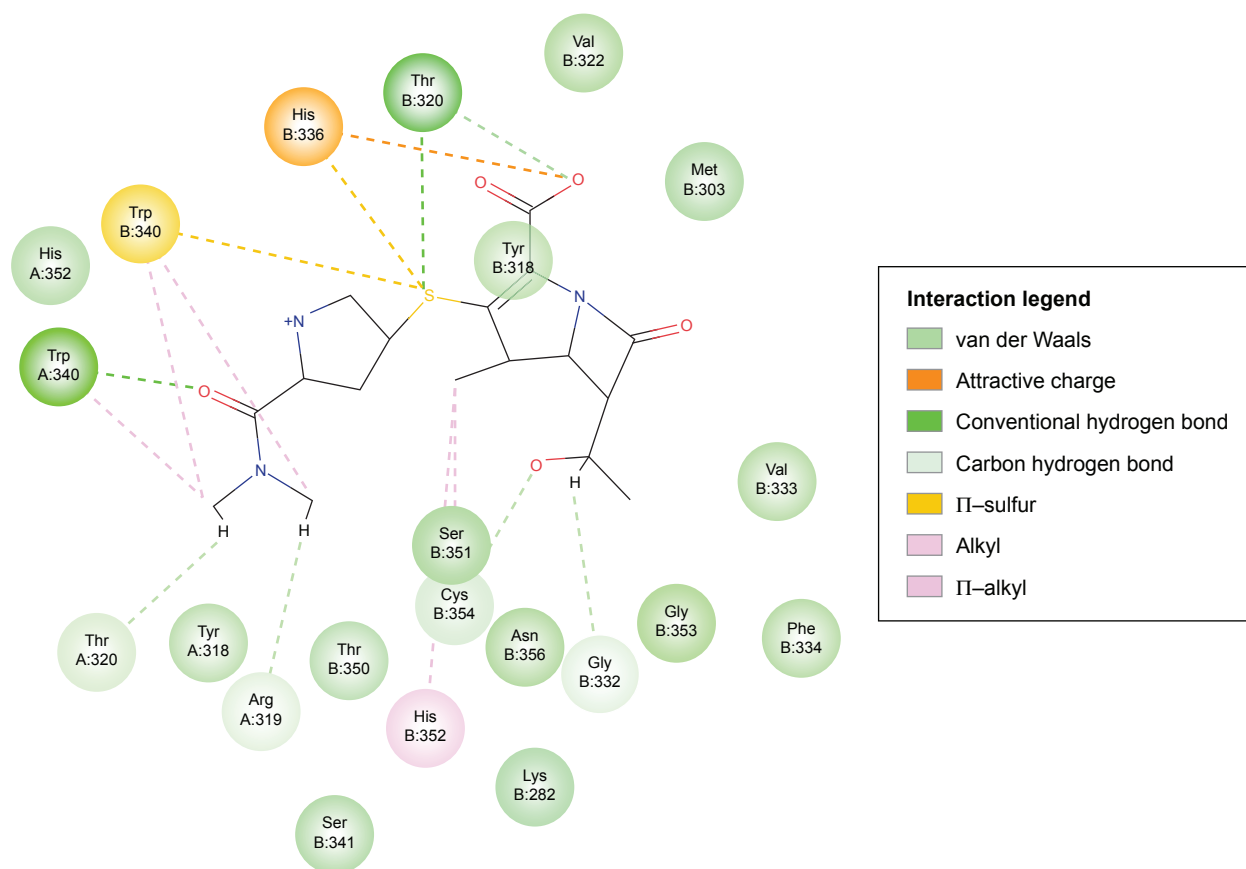 Val
B:322
Thr
B:320
His
B:336
Met
B:303
O
O
Trp
B:340
His
A:352
Tyr
B:318
S
N
+N
O
Trp
A:340
O
N
O
H
H
H
Val
B:333
Ser
B:351
Cys
B:354
Asn
B:356
Gly
B:353
Phe
B:334
Gly
B:332
Thr
A:320
Tyr
A:318
Thr
B:350
Arg
A:319
His
B:352
Lys
B:282
Ser
B:341
Interaction legend
van der Waals
Attractive charge
Conventional hydrogen bond
Carbon hydrogen bond
Π–sulfur
Alkyl
Π–alkyl